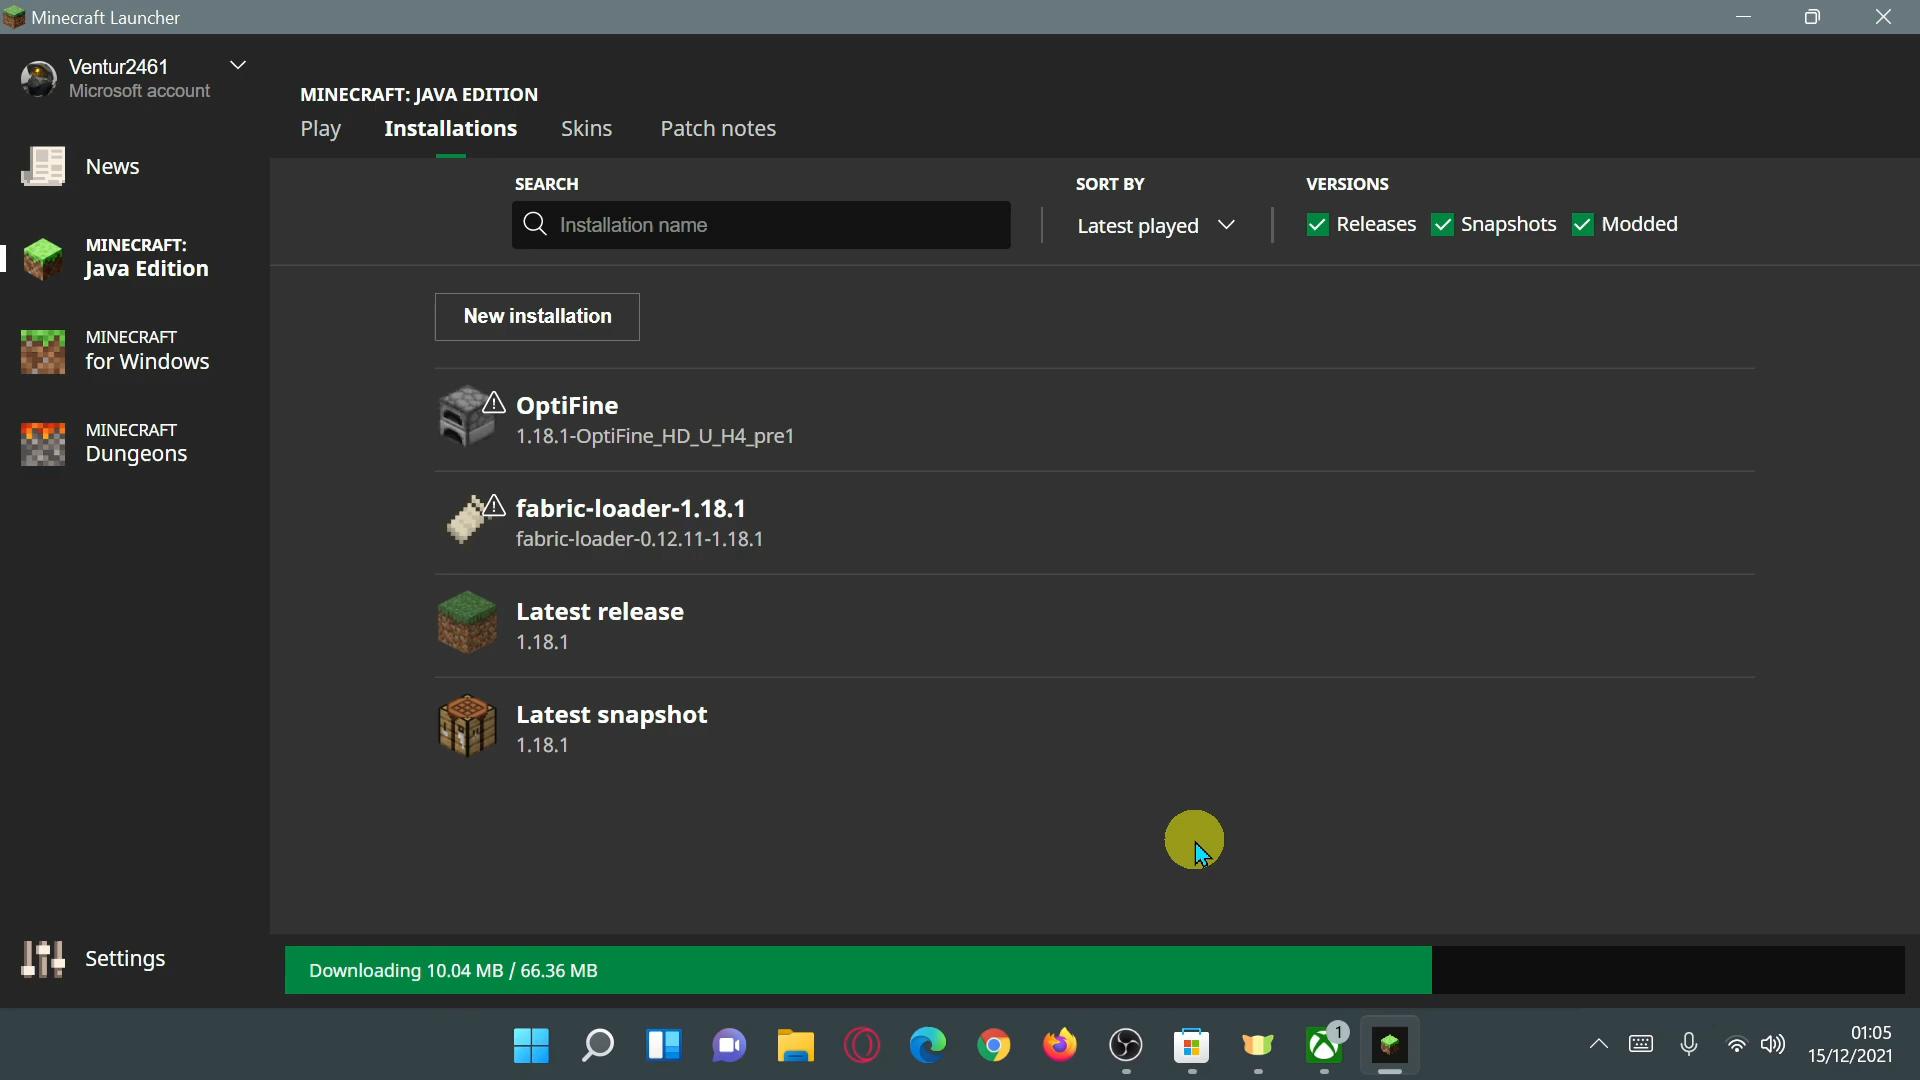 Minecraft Launcher
Ventur2461
Microsoft account
News
MINECRAFT:
Java Edition
MINECRAFT
for Windows
MINECRAFT
Dungeons
Settings
MINECRAFT: JAVA EDITION
Play Installations Skins Patch notes
SEARCH SORT BY VERSIONS
Installation name Latest played Releases Snapshots Modded
New installation
OptiFine
1.18.1-OptiFine_HD_U_H4_pre1
fabric-loader-1.18.1
fabric-loader-0.12.11-1.18.1
Latest release
1.18.1
Latest snapshot
1.18.1
Downloading 10.04 MB / 66.36 MB
1
01:05
15/12/2021